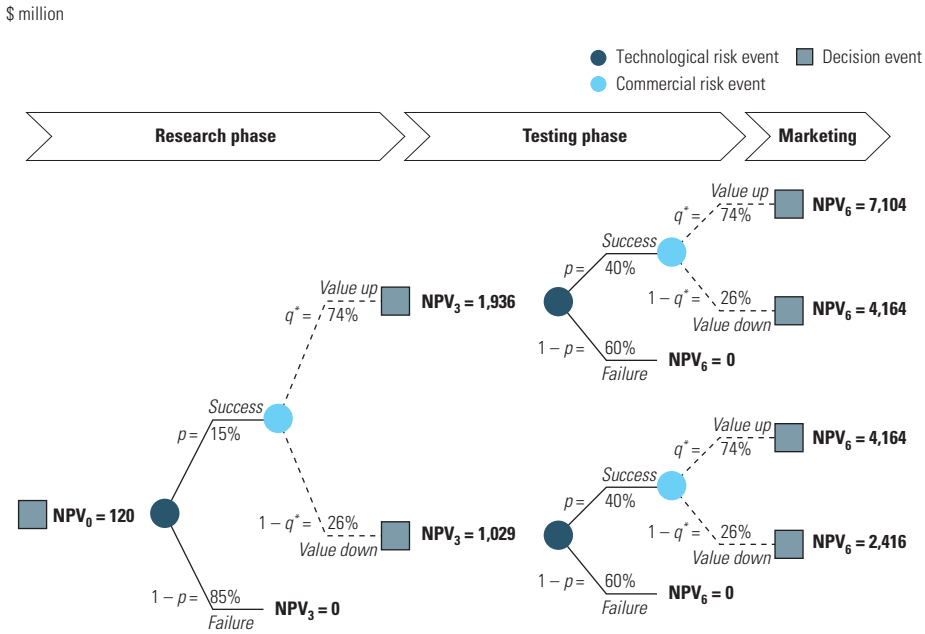 $ million
Technological risk event
Decision event
Commercial risk event
Research phase
Testing phase
Marketing
Value up
q* = 74%
NPV₆ = 7,104
Success
p = 40%
1 – q* = 26%
Value down
NPV₆ = 4,164
1 – p = 60%
Failure
NPV₆ = 0
Value up
q* = 74%
NPV₃ = 1,936
Success
p = 15%
NPV₀ = 120
1 – q* = 26%
Value down
NPV₃ = 1,029
1 – p = 85%
Failure
NPV₃ = 0
Value up
q* = 74%
NPV₆ = 4,164
Success
p = 40%
1 – q* = 26%
Value down
NPV₆ = 2,416
1 – p = 60%
Failure
NPV₆ = 0